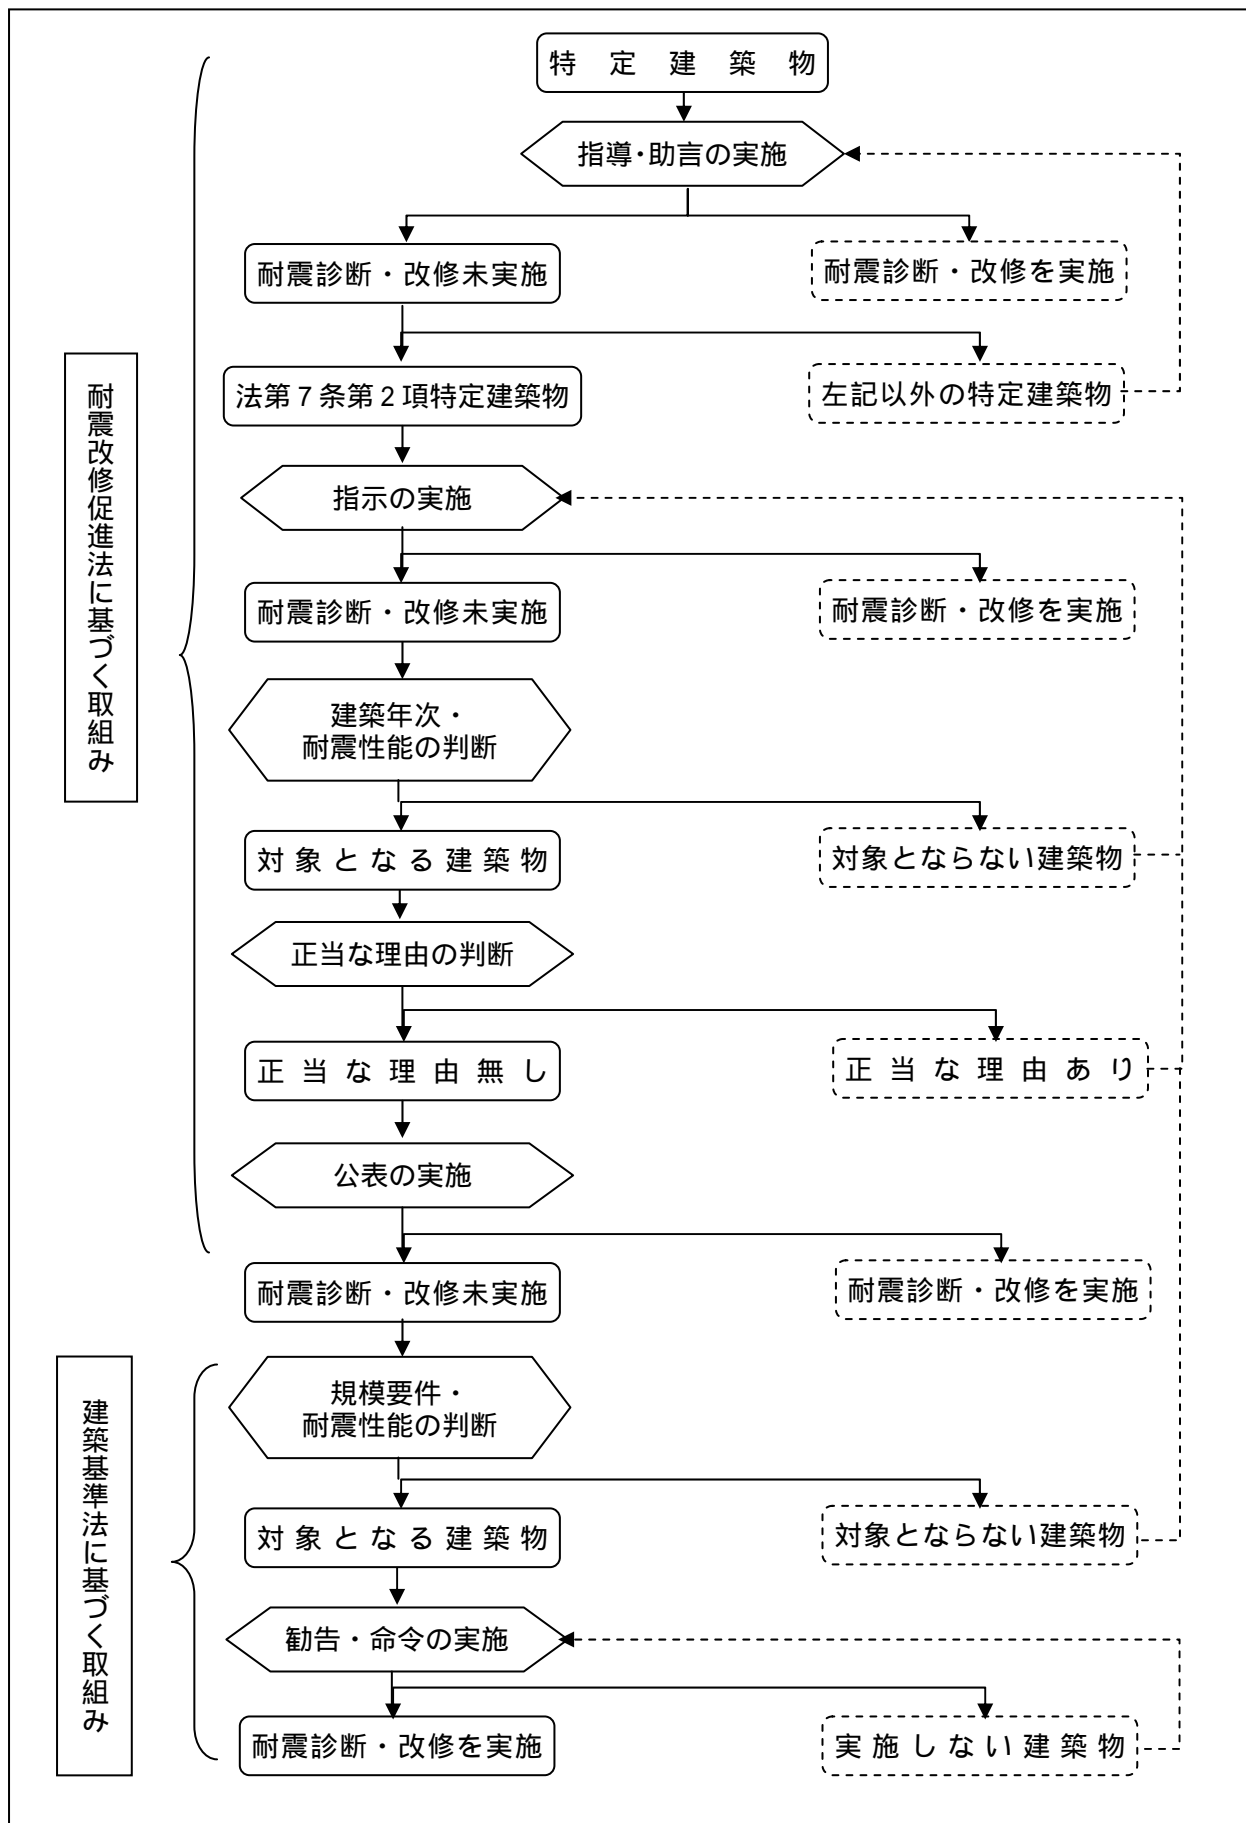 特定建築物
指導・助言の実施
耐震診断・改修未実施
耐震診断・改修を実施
法第7条第2項特定建築物
左記以外の特定建築物
指示の実施
耐震診断・改修未実施
耐震診断・改修を実施
建築年次・
耐震性能の判断
対象となる建築物
対象とならない建築物
正当な理由の判断
正当な理由無し
正当な理由あり
公表の実施
耐震診断・改修未実施
耐震診断・改修を実施
耐震改修促進法に基づく取組み
規模要件・
耐震性能の判断
対象となる建築物
対象とならない建築物
勧告・命令の実施
耐震診断・改修を実施
実施しない建築物
建築基準法に基づく取組み